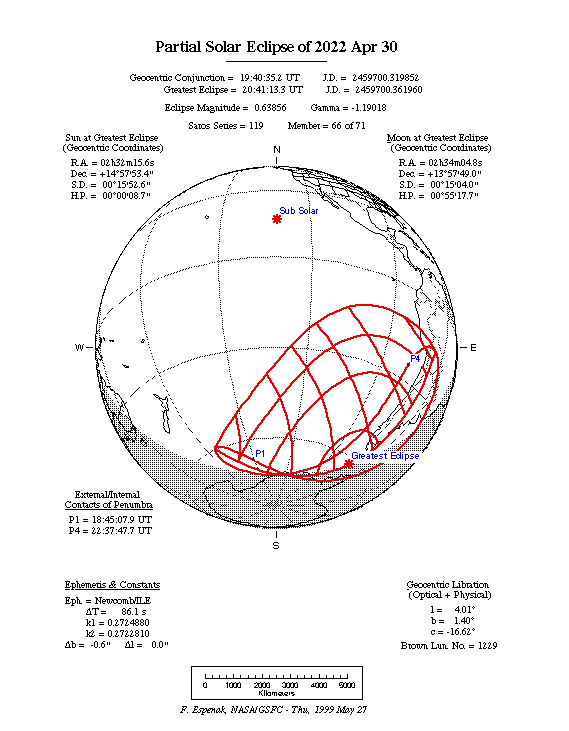 Partial Solar Eclipse of 2022 Apr 30
Geocentric Conjunction = 19:40:35.2 UT J.D. = 2459700.319852
Greatest Eclipse = 20:41:13.3 UT J.D. = 2459700.361960
Eclipse Magnitude = 0.63856 Gamma = -1.19018
Saros Series = 119 Member = 66 of 71
Sun at Greatest Eclipse
(Geocentric Coordinates)
R.A. = 02h32m15.6s
Dec. = +14°57'53.4"
S.D. = 00°15'52.6"
H.P. = 00°00'08.7"
Moon at Greatest Eclipse
(Geocentric Coordinates)
R.A. = 02h34m04.8s
Dec. = +13°57'49.0"
S.D. = 00°15'04.0"
H.P. = 00°55'17.7"
N
Sub Solar
W
E
P4
P1
Greatest Eclipse
S
External/Internal
Contacts of Penumbra
P1 = 18:45:07.9 UT
P4 = 22:37:47.7 UT
Ephemeris & Constants
Eph. = Newcomb/ILE
ΔT = 86.1 s
k1 = 0.2724880
k2 = 0.2722810
Δb = -0.6" Δl = 0.0"
Geocentric Libration
(Optical + Physical)
l = 4.01°
b = 1.40°
c = -16.62°
Brown Lun. No. = 1229
0 1000 2000 3000 4000 5000
Kilometers
F. Espenak, NASA/GSFC - Thu, 1999 May 27